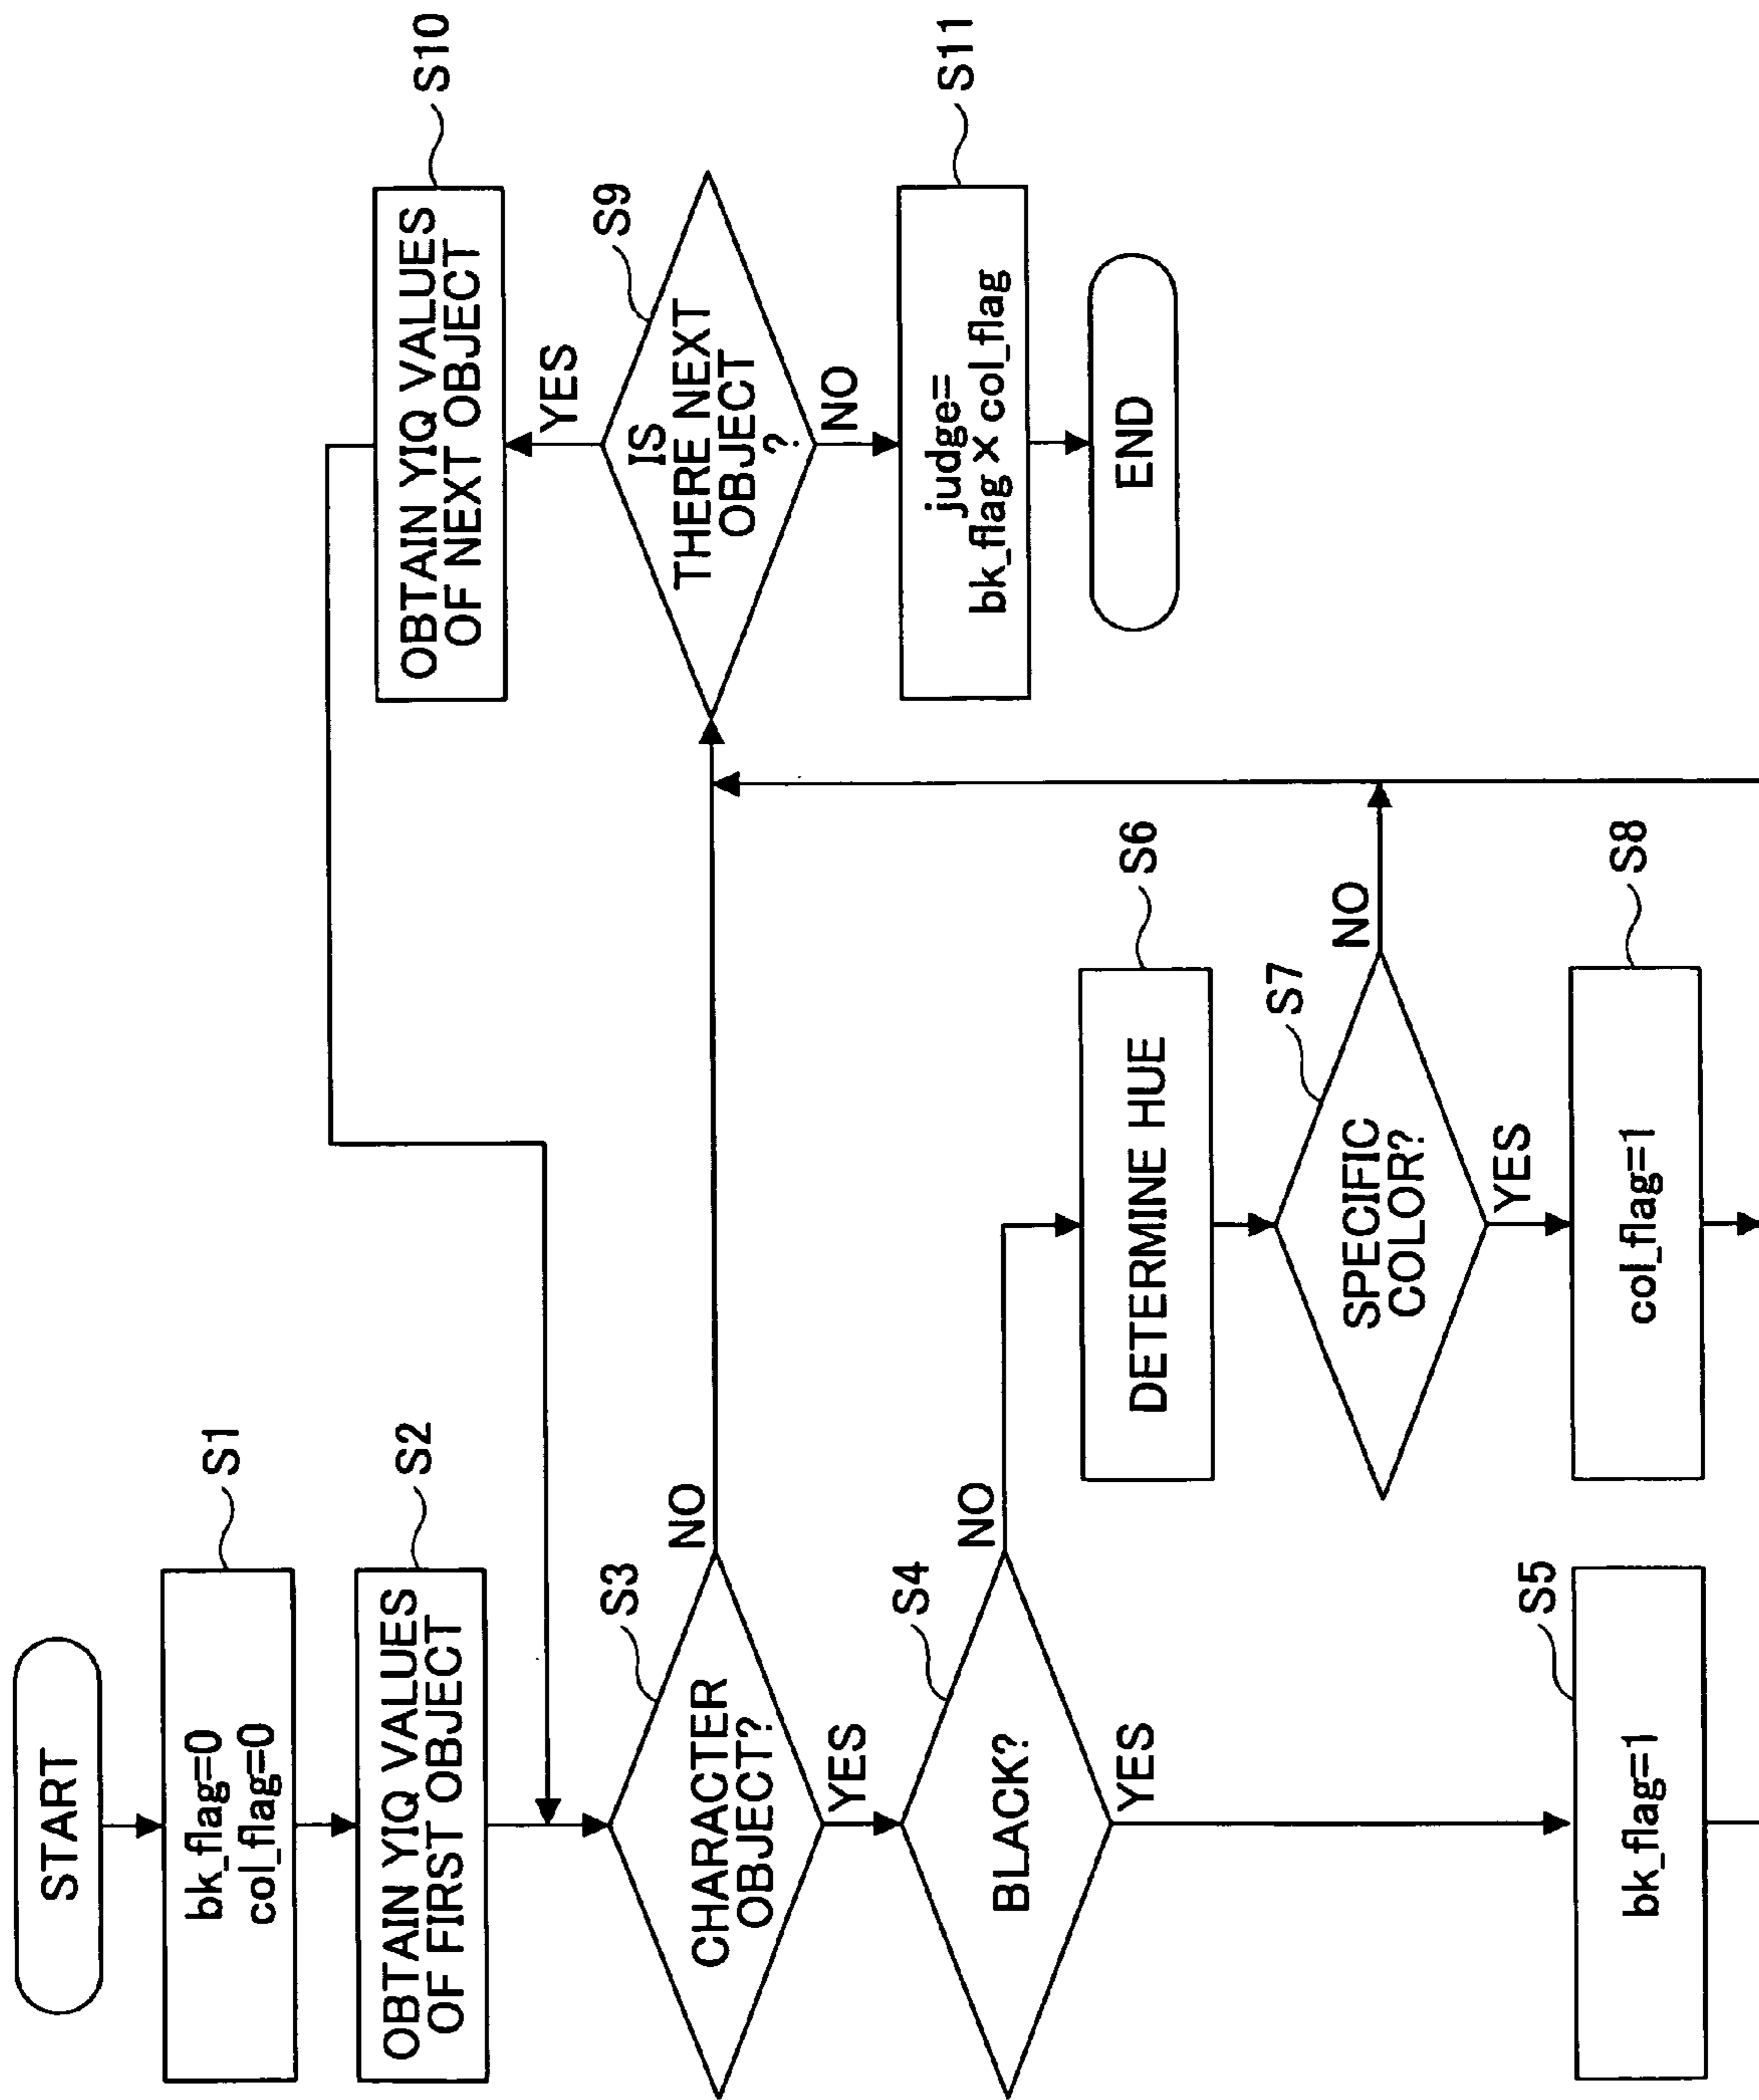 START
bk_flag=0
col_flag=0
S1
OBTAIN YIQ VALUES
OF FIRST OBJECT
S2
CHARACTER
OBJECT?
S3
NO
YES
BLACK?
S4
NO
YES
bk_flag=1
S5
DETERMINE HUE
S6
SPECIFIC
COLOR?
S7
NO
YES
col_flag=1
S8
OBTAIN YIQ VALUES
OF NEXT OBJECT
S10
YES
IS
THERE NEXT
OBJECT
?
S9
NO
judge=
bk_flag × col_flag
S11
END